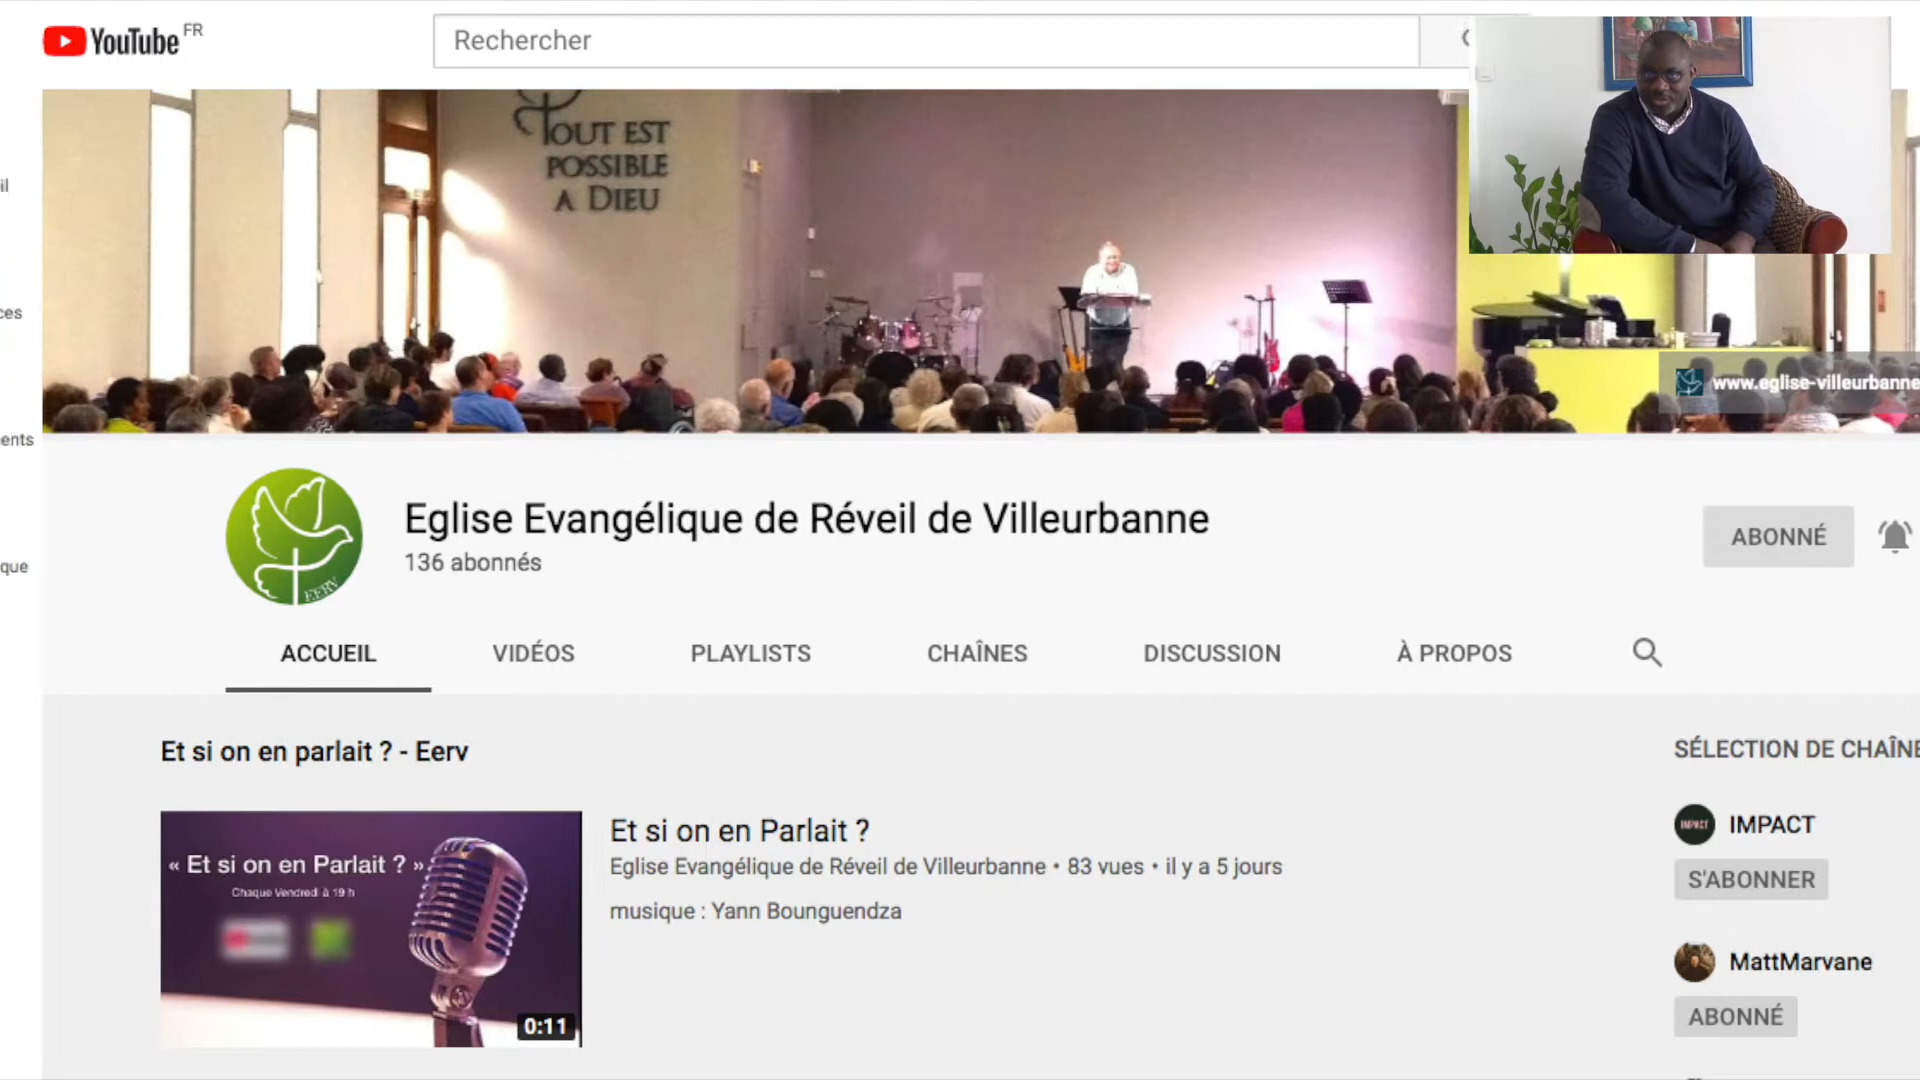 YouTube FR
Rechercher
TOUT EST
POSSIBLE
A DIEU
www.eglise-villeurbanne
Eglise Evangélique de Réveil de Villeurbanne
136 abonnés
EERV
ABONNÉ
ACCUEIL
VIDÉOS
PLAYLISTS
CHAÎNES
DISCUSSION
À PROPOS
Et si on en parlait ? - Eerv
« Et si on en Parlait ? »
Chaque Vendredi à 19 h
0:11
Et si on en Parlait ?
Eglise Evangélique de Réveil de Villeurbanne • 83 vues • il y a 5 jours
musique : Yann Bounguendza
SÉLECTION DE CHAÎNE
IMPACT
IMPACT
S'ABONNER
MattMarvane
ABONNÉ
il
ces
ents
que